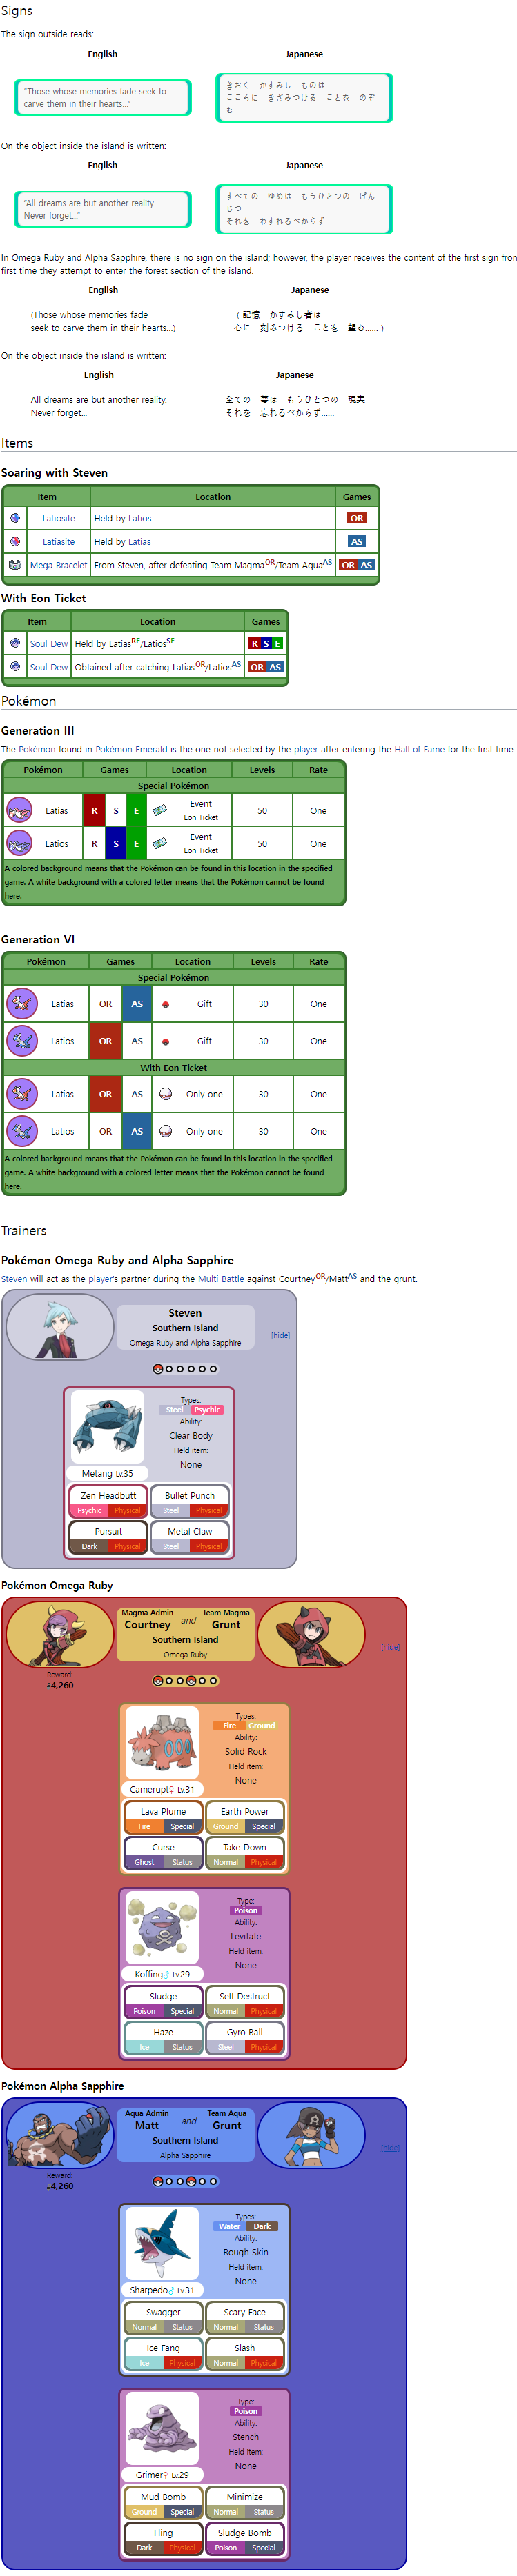 Signs
The sign outside reads:
English
Japanese
"Those whose memories fade seek to
carve them in their hearts..."
きおく かすみし ものは
こころに きざみつける ことを のぞ
む‥‥
On the object inside the island is written:
English
Japanese
"All dreams are but another reality.
Never forget..."
すべての ゆめは もうひとつの げん
じつ
それを わすれるべからず‥‥
In Omega Ruby and Alpha Sapphire, there is no sign on the island; however, the player receives the content of the first sign from
first time they attempt to enter the forest section of the island.
English
Japanese
(Those whose memories fade
seek to carve them in their hearts...)
( 記憶 かすみし者は
心に 刻みつける ことを 望む…… )
On the object inside the island is written:
English
Japanese
All dreams are but another reality.
Never forget...
全ての 夢は もうひとつの 現実
それを 忘れるべからず……
Items
Soaring with Steven
Item Location Games
Latiosite Held by Latios OR
Latiasite Held by Latias AS
Mega Bracelet From Steven, after defeating Team MagmaOR/Team AquaAS OR AS
With Eon Ticket
Item Location Games
Soul Dew Held by LatiasRE/LatiosSE R S E
Soul Dew Obtained after catching LatiasOR/LatiosAS OR AS
Pokémon
Generation III
The Pokémon found in Pokémon Emerald is the one not selected by the player after entering the Hall of Fame for the first time.
Pokémon Games Location Levels Rate
Special Pokémon
Latias R S E Event Eon Ticket 50 One
Latios R S E Event Eon Ticket 50 One
A colored background means that the Pokémon can be found in this location in the specified
game. A white background with a colored letter means that the Pokémon cannot be found
here.
Generation VI
Pokémon Games Location Levels Rate
Special Pokémon
Latias OR AS Gift 30 One
Latios OR AS Gift 30 One
With Eon Ticket
Latias OR AS Only one 30 One
Latios OR AS Only one 30 One
A colored background means that the Pokémon can be found in this location in the specified
game. A white background with a colored letter means that the Pokémon cannot be found
here.
Trainers
Pokémon Omega Ruby and Alpha Sapphire
Steven will act as the player's partner during the Multi Battle against CourtneyOR/MattAS and the grunt.
Steven
Southern Island
Omega Ruby and Alpha Sapphire
[hide]
Types:
Steel Psychic
Ability:
Clear Body
Held item:
None
Metang Lv.35
Zen Headbutt Bullet Punch
Psychic Physical Steel Physical
Pursuit Metal Claw
Dark Physical Steel Physical
Pokémon Omega Ruby
Magma Admin Team Magma
Courtney and Grunt
Southern Island
Omega Ruby
[hide]
Reward:
4,260
Types:
Fire Ground
Ability:
Solid Rock
Held item:
None
Camerupt♀ Lv.31
Lava Plume Earth Power
Fire Special Ground Special
Curse Take Down
Ghost Status Normal Physical
Type:
Poison
Ability:
Levitate
Held item:
None
Koffing♂ Lv.29
Sludge Self-Destruct
Poison Special Normal Physical
Haze Gyro Ball
Ice Status Steel Physical
Pokémon Alpha Sapphire
Aqua Admin Team Aqua
Matt and Grunt
Southern Island
Alpha Sapphire
[hide]
Reward:
4,260
Types:
Water Dark
Ability:
Rough Skin
Held item:
None
Sharpedo♂ Lv.31
Swagger Scary Face
Normal Status Normal Status
Ice Fang Slash
Ice Physical Normal Physical
Type:
Poison
Ability:
Stench
Held item:
None
Grimer♀ Lv.29
Mud Bomb Minimize
Ground Special Normal Status
Fling Sludge Bomb
Dark Physical Poison Special